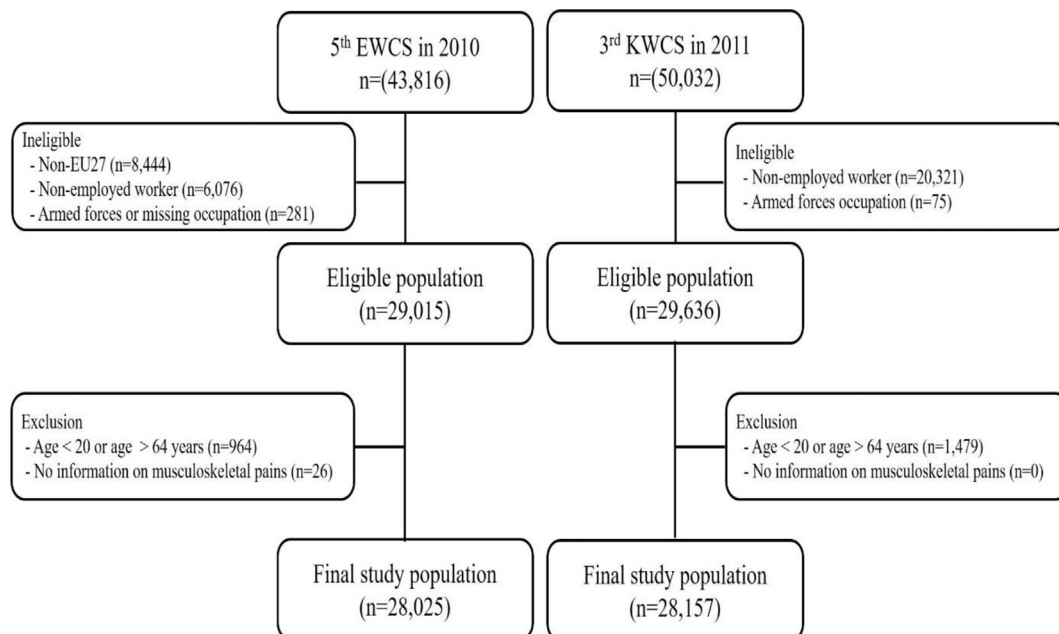 5th EWCS in 2010
n=(43,816)
3rd KWCS in 2011
n=(50,032)
Ineligible
- Non-EU27 (n=8,444)
- Non-employed worker (n=6,076)
- Armed forces or missing occupation (n=281)
Ineligible
- Non-employed worker (n=20,321)
- Armed forces occupation (n=75)
Eligible population
(n=29,015)
Eligible population
(n=29,636)
Exclusion
- Age < 20 or age > 64 years (n=964)
- No information on musculoskeletal pains (n=26)
Exclusion
- Age < 20 or age > 64 years (n=1,479)
- No information on musculoskeletal pains (n=0)
Final study population
(n=28,025)
Final study population
(n=28,157)